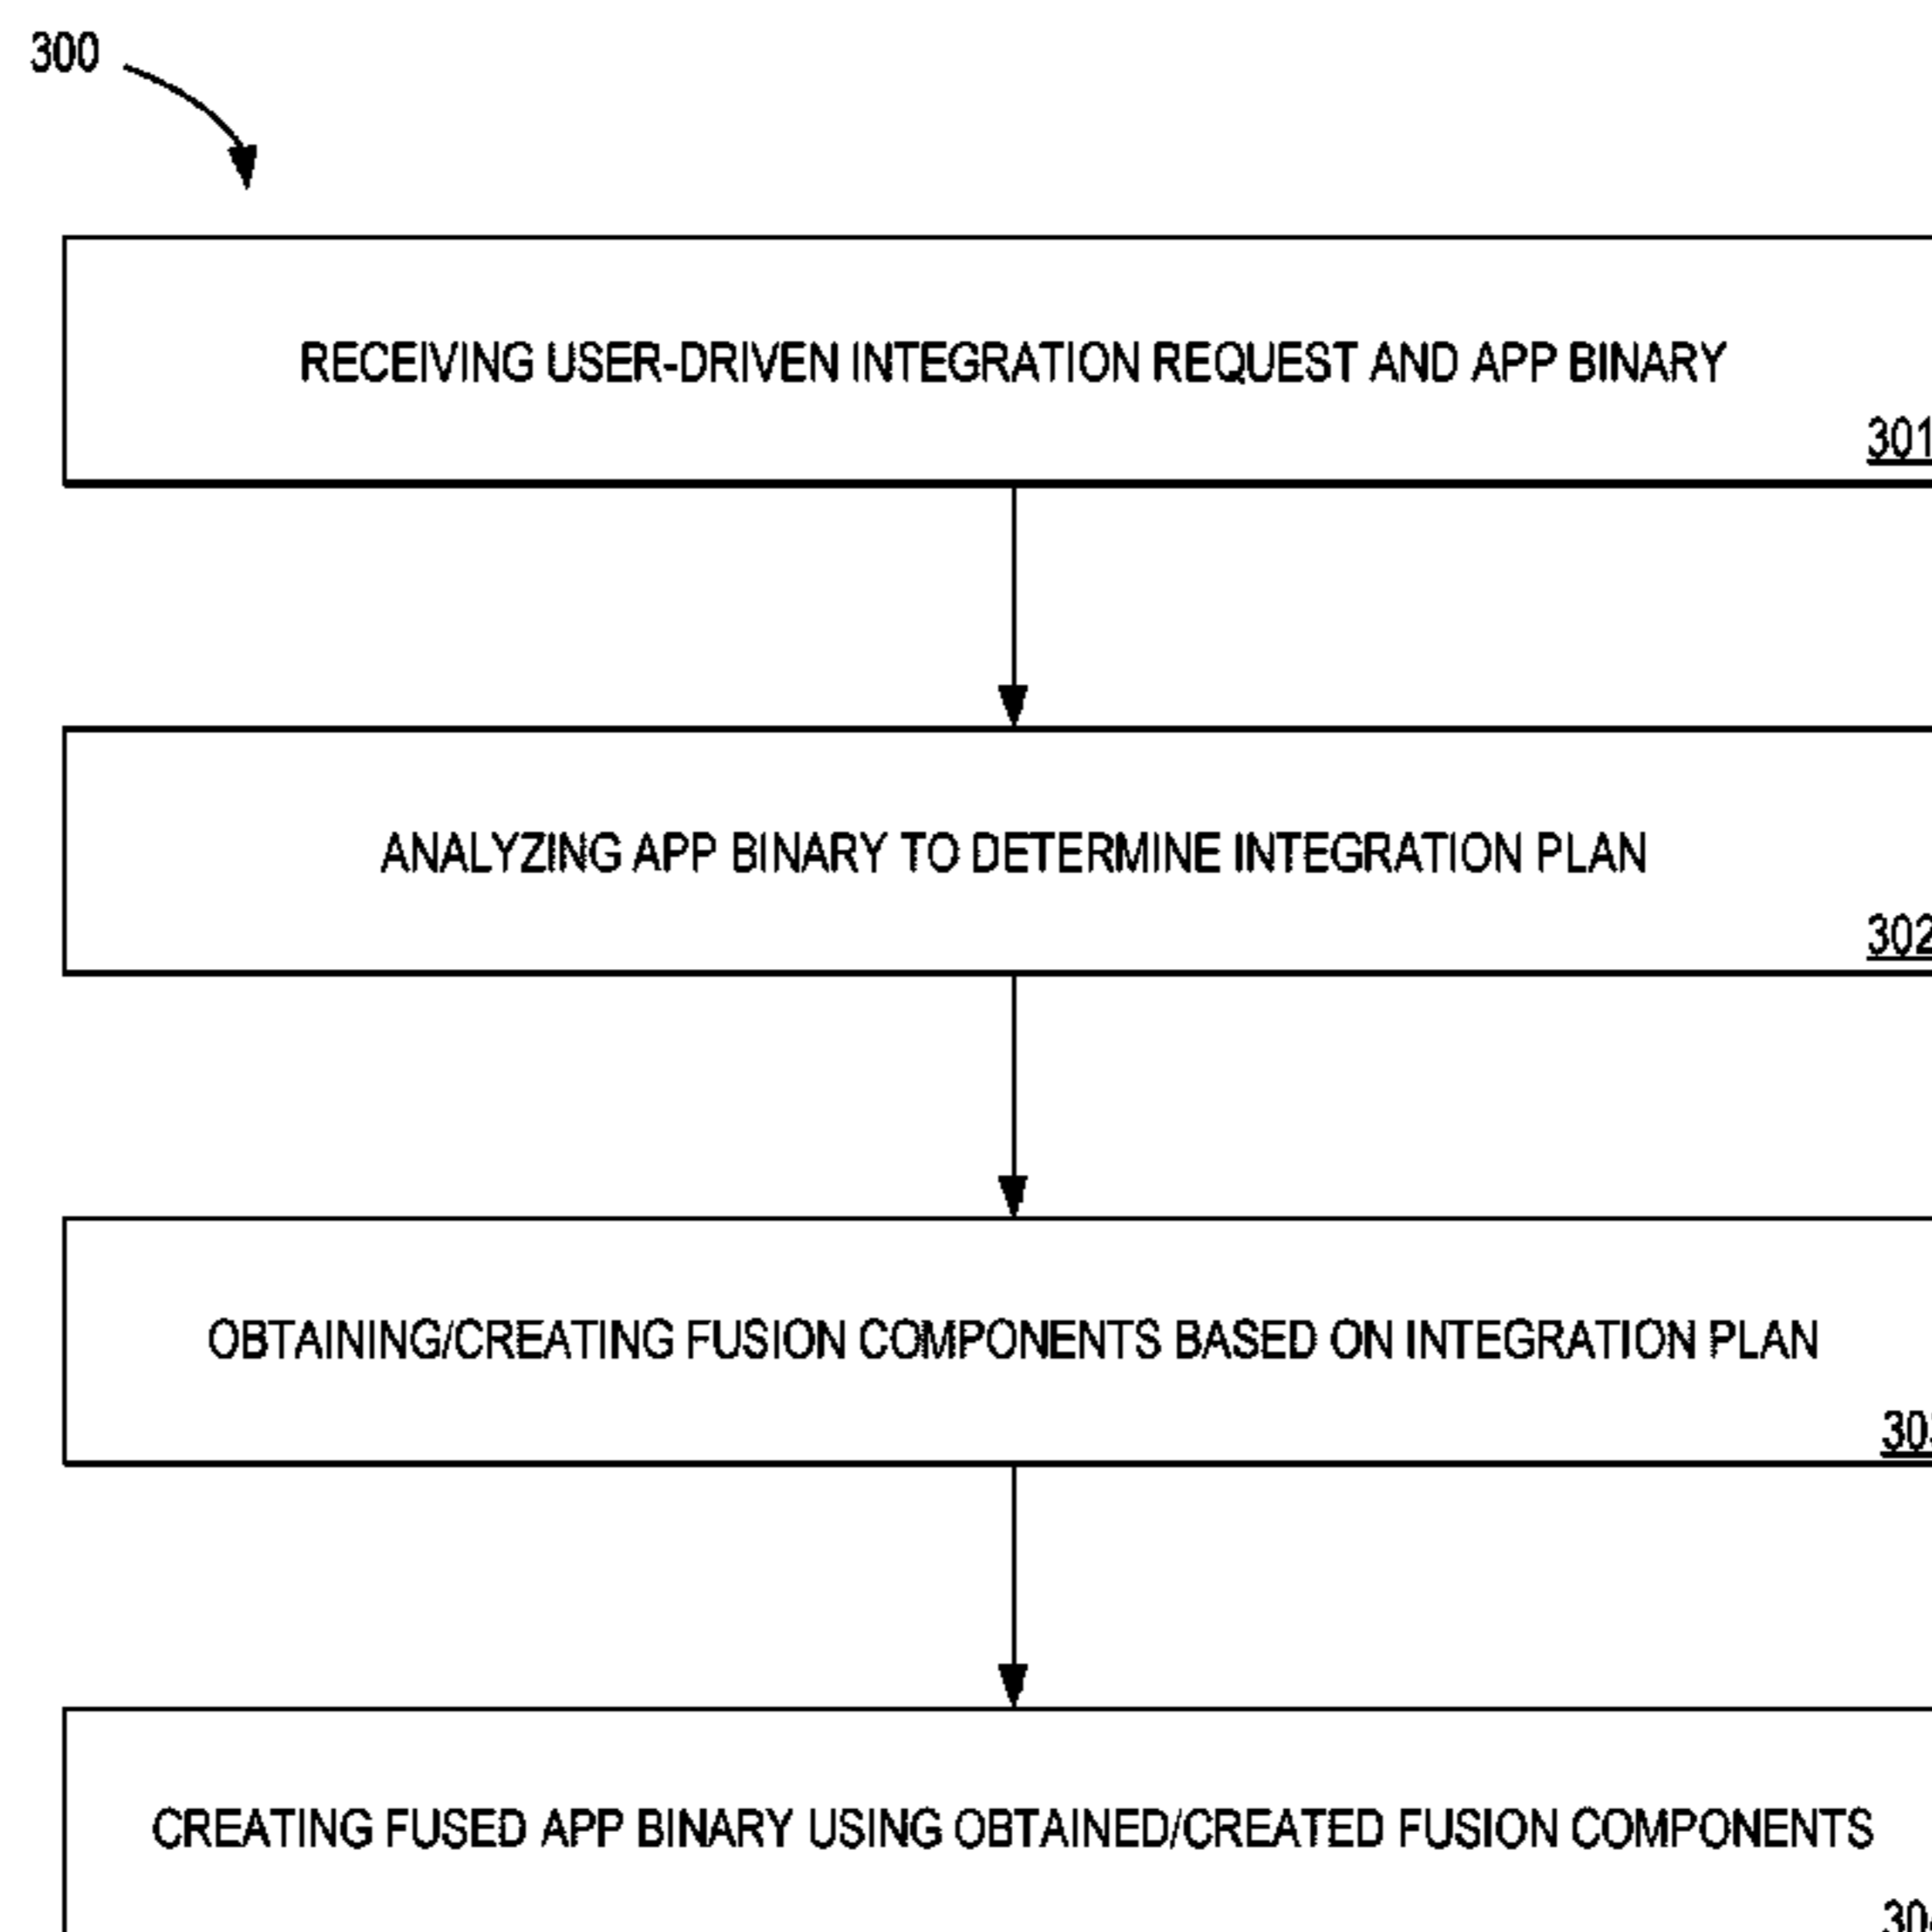 300
RECEIVING USER-DRIVEN INTEGRATION REQUEST AND APP BINARY
301
ANALYZING APP BINARY TO DETERMINE INTEGRATION PLAN
302
OBTAINING/CREATING FUSION COMPONENTS BASED ON INTEGRATION PLAN
CREATING FUSED APP BINARY USING OBTAINED/CREATED FUSION COMPONENTS